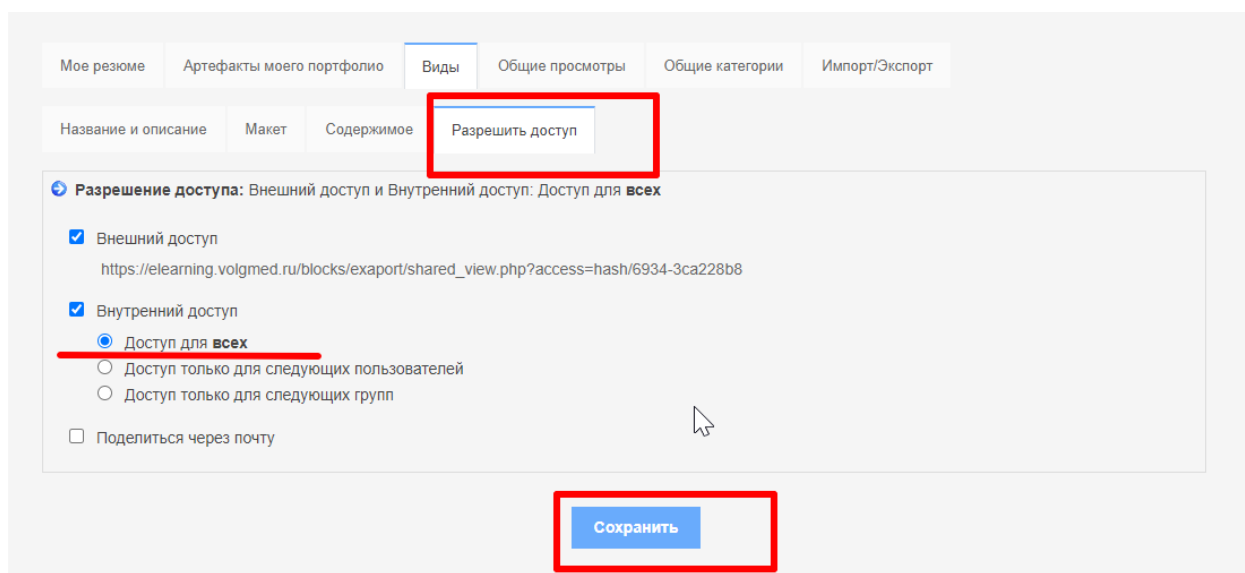 Мое резюме Артефакты моего портфолио Виды Общие просмотры Общие категории Импорт/Экспорт
Название и описание Макет Содержимое Разрешить доступ
Разрешение доступа: Внешний доступ и Внутренний доступ: Доступ для всех
Внешний доступ
https://elearning.volgmed.ru/blocks/exaport/shared_view.php?access=hash/6934-3ca228b8
Внутренний доступ
Доступ для всех
Доступ только для следующих пользователей
Доступ только для следующих групп
Поделиться через почту
Сохранить